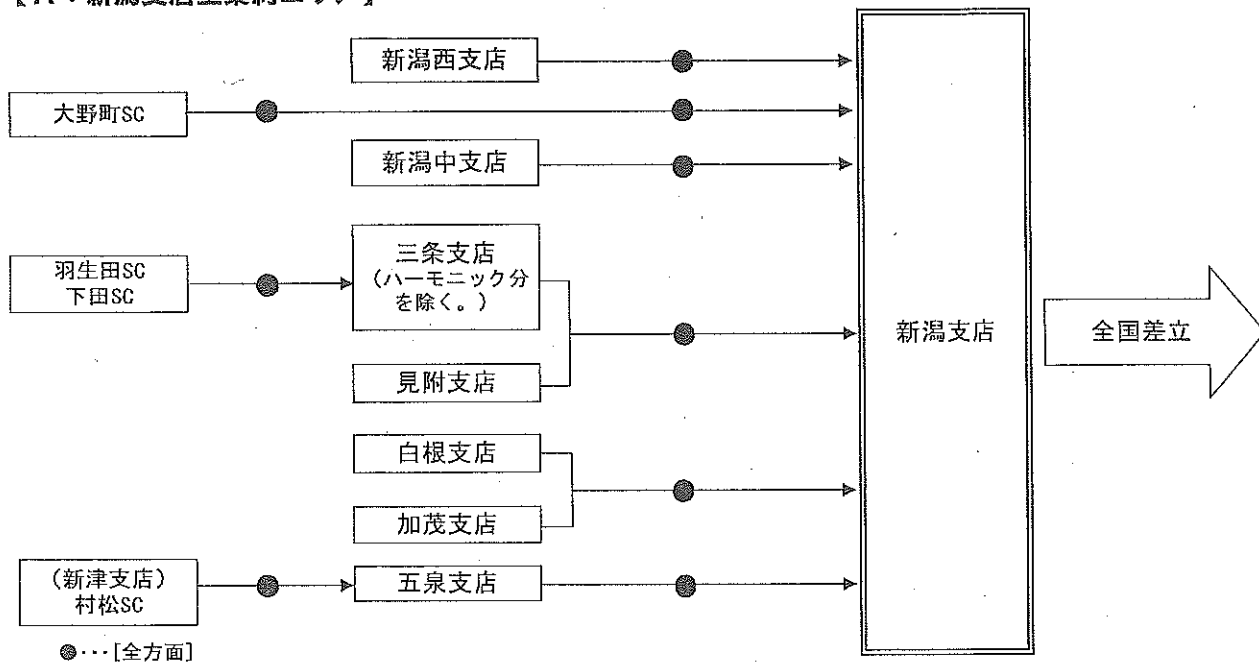 新潟西支店
大野町SC
新潟中支店
三条支店
(ハーモニック分
を除く。)
羽生田SC
下田SC
新潟支店
全国差立
見附支店
白根支店
加茂支店
(新津支店)
村松SC
五泉支店
●･･･[全方面]